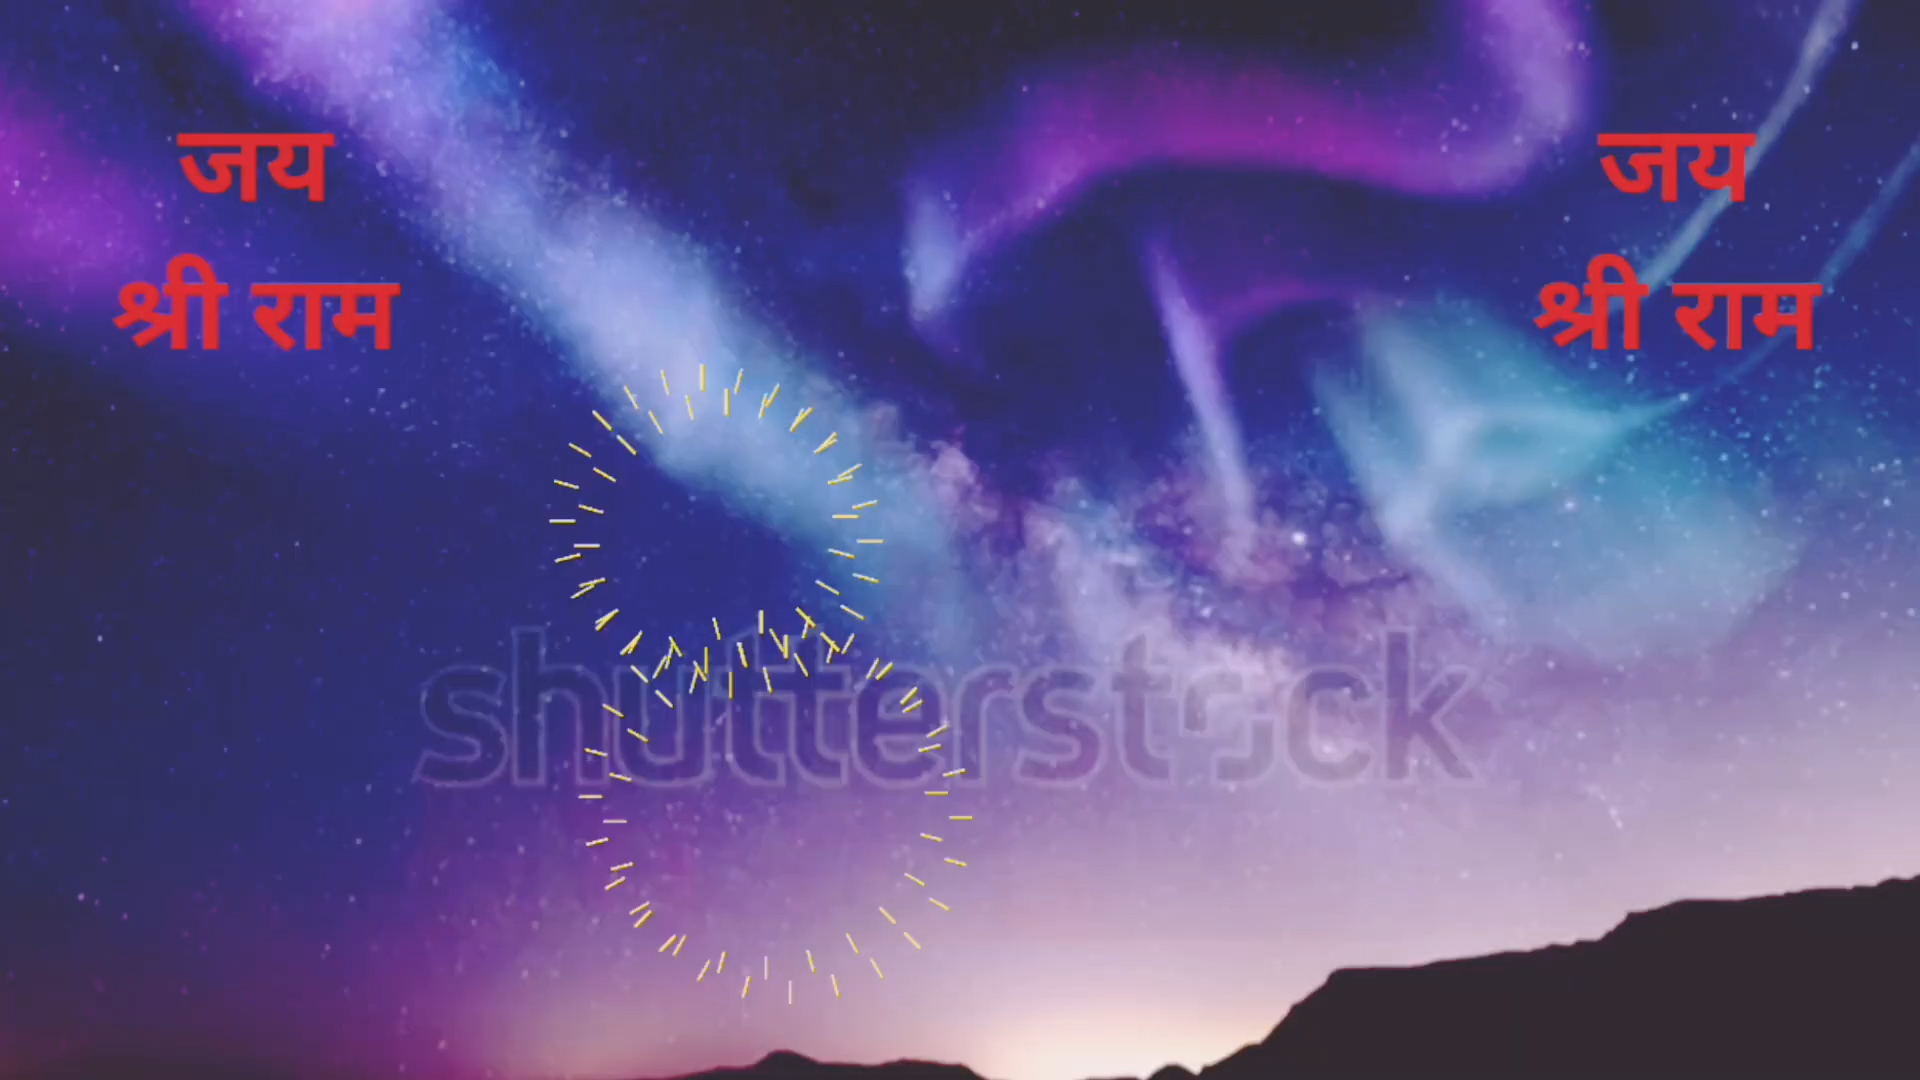 जय
श्री राम
जय
श्री राम
shutterstock